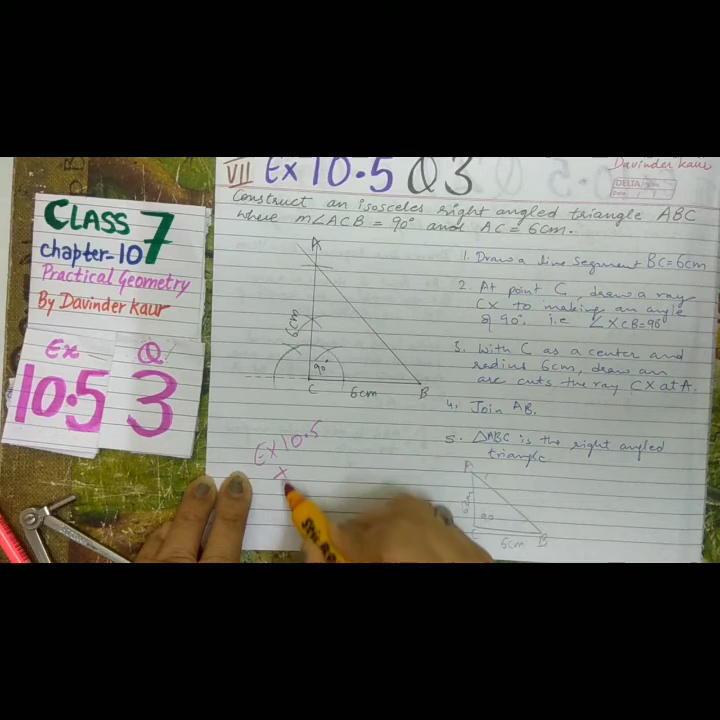 VII Ex 10.5 Q3
Davinder Kaur
DELTA
Date
Construct an isosceles right angled triangle ABC
where m∠ACB = 90° and AC = 6cm.
CLASS 7
chapter-10
Practical Geometry
By Davinder kaur
Ex
10.5
Q
3
A
6cm
90°
C
6cm
B
1. Draw a line segment BC=6cm
2. At point C, draw a ray
CX to making an angle
of 90°. i.e ∠XCB=90°
3. With C as a center and
radius 6cm, draw an
arc cuts the ray CX at A.
4. Join AB.
5. △ABC is the right angled
triangle
A
6cm
90
C
B
Ex 10.5